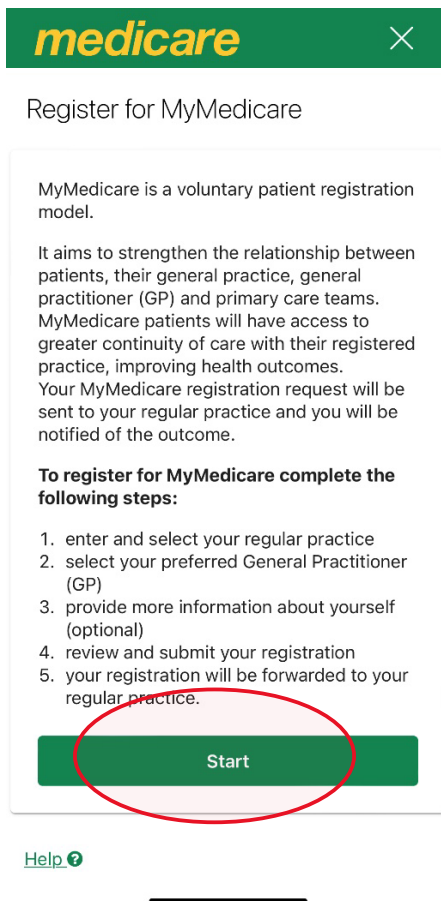 medicare
Register for MyMedicare
MyMedicare is a voluntary patient registration
model.
It aims to strengthen the relationship between
patients, their general practice, general
practitioner (GP) and primary care teams.
MyMedicare patients will have access to
greater continuity of care with their registered
practice, improving health outcomes.
Your MyMedicare registration request will be
sent to your regular practice and you will be
notified of the outcome.
To register for MyMedicare complete the
following steps:
1. enter and select your regular practice
2. select your preferred General Practitioner
(GP)
3. provide more information about yourself
(optional)
4. review and submit your registration
5. your registration will be forwarded to your
regular practice.
Start
Help